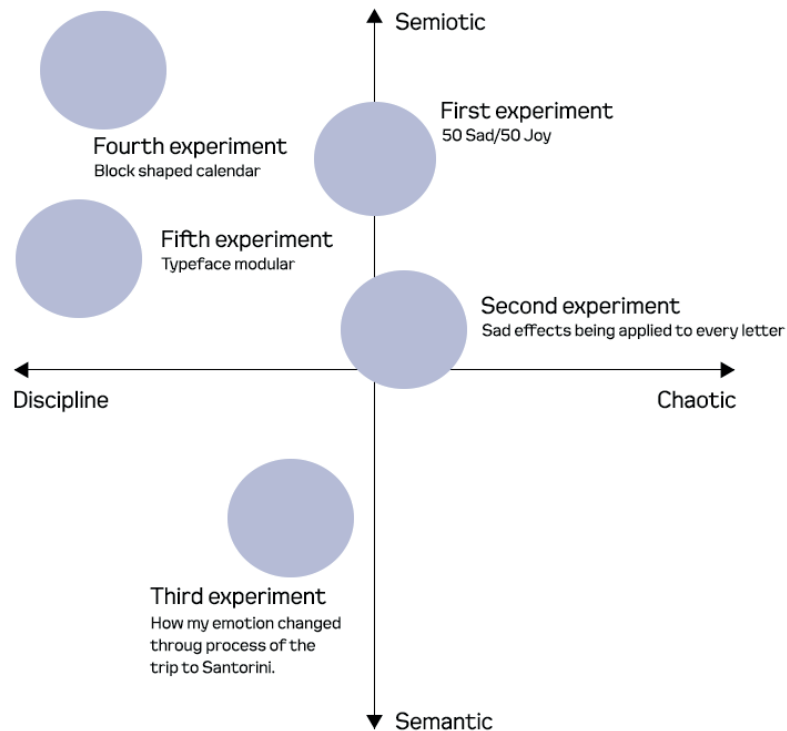 Semiotic
First experiment
50 Sad/50 Joy
Fourth experiment
Block shaped calendar
Fifth experiment
Typeface modular
Second experiment
Sad effects being applied to every letter
Discipline
Chaotic
Third experiment
How my emotion changed
throug process of the
trip to Santorini.
Semantic